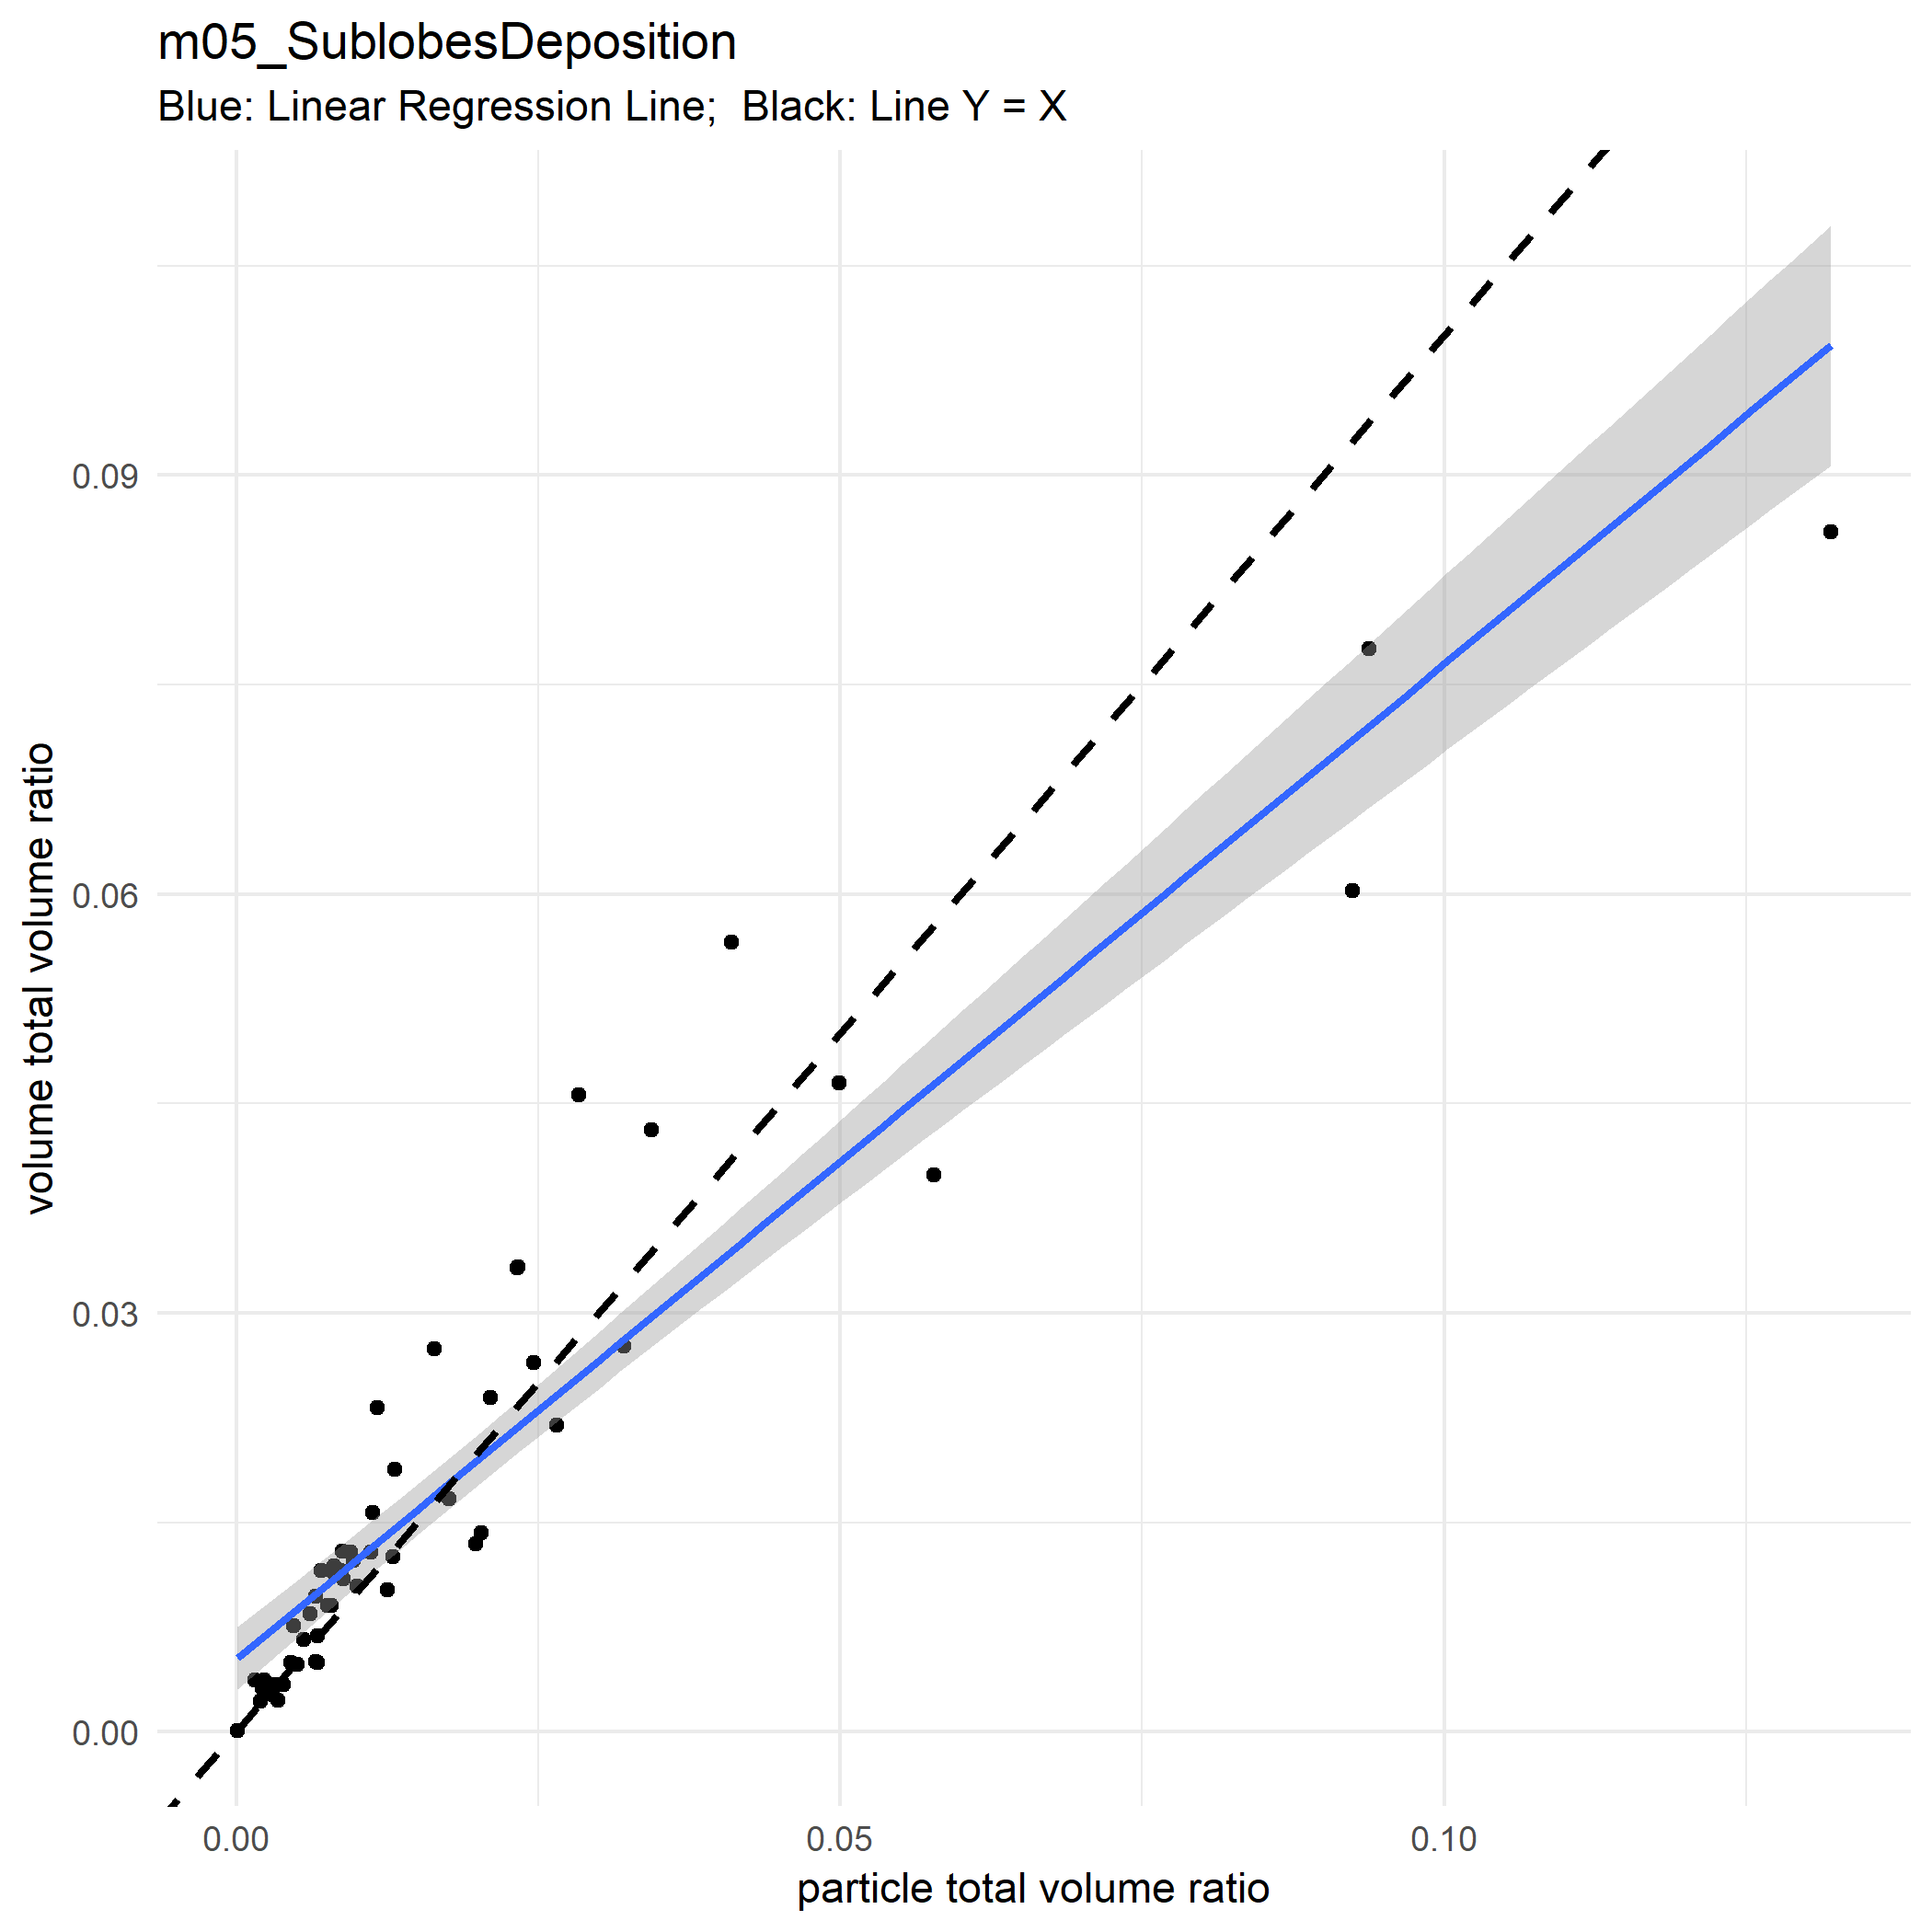 m05_SublobesDeposition
Blue: Linear Regression Line;  Black: Line Y = X
volume total volume ratio
0.09
0.06
0.03
0.00
0.00
0.05
0.10
particle total volume ratio